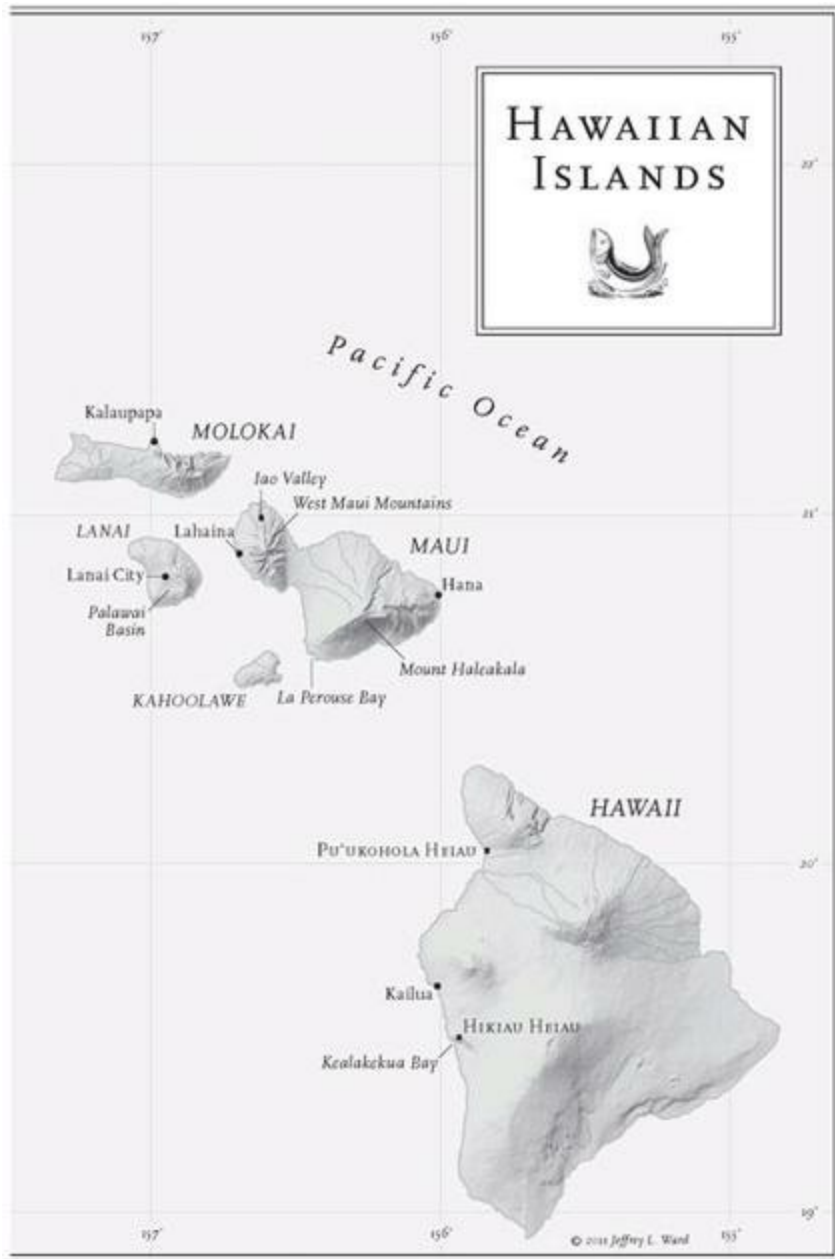 157°
156°
155°
HAWAIIAN
ISLANDS
22°
Pacific Ocean
Kalaupapa
MOLOKAI
Iao Valley
West Maui Mountains
21°
LANAI
Lahaina
MAUI
Lanai City
Hana
Palawai
Basin
Mount Haleakala
KAHOOLAWE
La Perouse Bay
HAWAII
PU'UKOHOLA HEIAU
20°
Kailua
HIKIAU HEIAU
Kealakekua Bay
19°
157°
156°
© 2011 Jeffrey L. Ward
155°